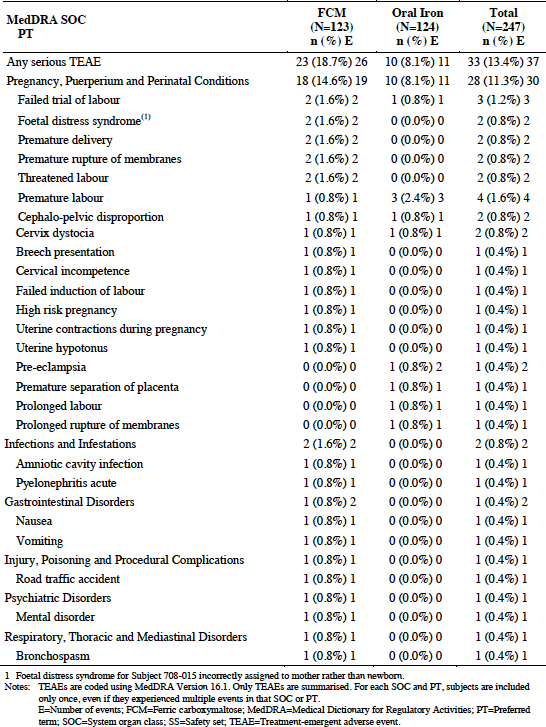 MedDRA SOC FCM Oral Iron Total
PT (N=123) (N=124) (N=247)
n (%) E n (%) E n (%) E
Any serious TEAE 23 (18.7%) 26 10 (8.1%) 11 33 (13.4%) 37
Pregnancy, Puerperium and Perinatal Conditions 18 (14.6%) 19 10 (8.1%) 11 28 (11.3%) 30
Failed trial of labour 2 (1.6%) 2 1 (0.8%) 1 3 (1.2%) 3
Foetal distress syndrome(1) 2 (1.6%) 2 0 (0.0%) 0 2 (0.8%) 2
Premature delivery 2 (1.6%) 2 0 (0.0%) 0 2 (0.8%) 2
Premature rupture of membranes 2 (1.6%) 2 0 (0.0%) 0 2 (0.8%) 2
Threatened labour 2 (1.6%) 2 0 (0.0%) 0 2 (0.8%) 2
Premature labour 1 (0.8%) 1 3 (2.4%) 3 4 (1.6%) 4
Cephalo-pelvic disproportion 1 (0.8%) 1 1 (0.8%) 1 2 (0.8%) 2
Cervix dystocia 1 (0.8%) 1 1 (0.8%) 1 2 (0.8%) 2
Breech presentation 1 (0.8%) 1 0 (0.0%) 0 1 (0.4%) 1
Cervical incompetence 1 (0.8%) 1 0 (0.0%) 0 1 (0.4%) 1
Failed induction of labour 1 (0.8%) 1 0 (0.0%) 0 1 (0.4%) 1
High risk pregnancy 1 (0.8%) 1 0 (0.0%) 0 1 (0.4%) 1
Uterine contractions during pregnancy 1 (0.8%) 1 0 (0.0%) 0 1 (0.4%) 1
Uterine hypotonus 1 (0.8%) 1 0 (0.0%) 0 1 (0.4%) 1
Pre-eclampsia 0 (0.0%) 0 1 (0.8%) 2 1 (0.4%) 2
Premature separation of placenta 0 (0.0%) 0 1 (0.8%) 1 1 (0.4%) 1
Prolonged labour 0 (0.0%) 0 1 (0.8%) 1 1 (0.4%) 1
Prolonged rupture of membranes 0 (0.0%) 0 1 (0.8%) 1 1 (0.4%) 1
Infections and Infestations 2 (1.6%) 2 0 (0.0%) 0 2 (0.8%) 2
Amniotic cavity infection 1 (0.8%) 1 0 (0.0%) 0 1 (0.4%) 1
Pyelonephritis acute 1 (0.8%) 1 0 (0.0%) 0 1 (0.4%) 1
Gastrointestinal Disorders 1 (0.8%) 2 0 (0.0%) 0 1 (0.4%) 2
Nausea 1 (0.8%) 1 0 (0.0%) 0 1 (0.4%) 1
Vomiting 1 (0.8%) 1 0 (0.0%) 0 1 (0.4%) 1
Injury, Poisoning and Procedural Complications 1 (0.8%) 1 0 (0.0%) 0 1 (0.4%) 1
Road traffic accident 1 (0.8%) 1 0 (0.0%) 0 1 (0.4%) 1
Psychiatric Disorders 1 (0.8%) 1 0 (0.0%) 0 1 (0.4%) 1
Mental disorder 1 (0.8%) 1 0 (0.0%) 0 1 (0.4%) 1
Respiratory, Thoracic and Mediastinal Disorders 1 (0.8%) 1 0 (0.0%) 0 1 (0.4%) 1
Bronchospasm 1 (0.8%) 1 0 (0.0%) 0 1 (0.4%) 1
1 Foetal distress syndrome for Subject 708-015 incorrectly assigned to mother rather than newborn.
Notes: TEAEs are coded using MedDRA Version 16.1. Only TEAEs are summarised. For each SOC and PT, subjects are included
only once, even if they experienced multiple events in that SOC or PT.
E=Number of events; FCM=Ferric carboxymaltose; MedDRA=Medical Dictionary for Regulatory Activities; PT=Preferred
term; SOC=System organ class; SS=Safety set; TEAE=Treatment-emergent adverse event.